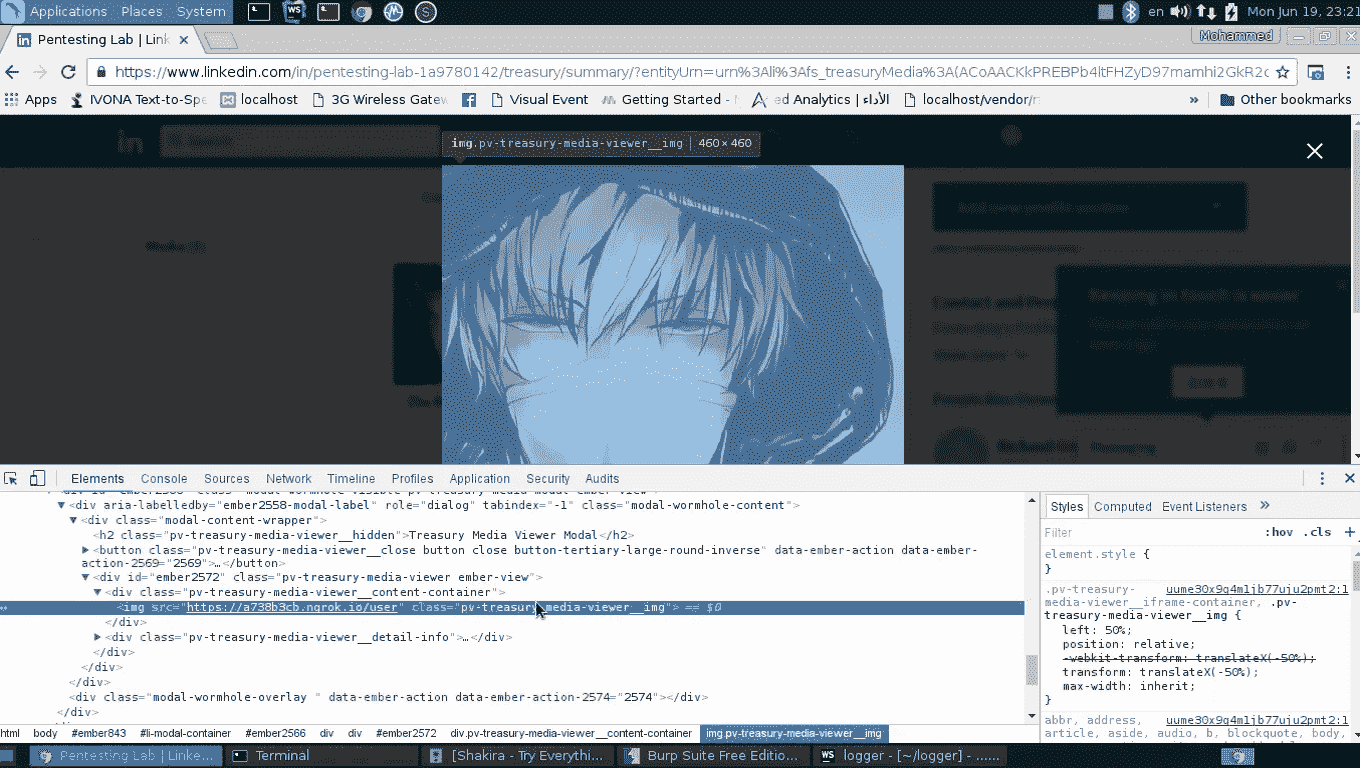 Applications Places System en Mon Jun 19, 23:21
Pentesting Lab | Link Mohammed
https://www.linkedin.com/in/pentesting-lab-1a9780142/treasury/summary/?entityUrn=urn%3Ali%3Afs_treasuryMedia%3A(ACoAACKkPREBPb4ltFHZyD97mamhi2GkR2c
Apps IVONA Text-to-Spe localhost 3G Wireless Gatew Visual Event Getting Started - ed Analytics | الأداء localhost/vendor/r » Other bookmarks
in
img.pv-treasury-media-viewer__img | 460×460
Elements Console Sources Network Timeline Profiles Application Security Audits
<div aria-labelledby="ember2558-modal-label" role="dialog" tabindex="-1" class="modal-wormhole-content">
<div class="modal-content-wrapper">
<h2 class="pv-treasury-media-viewer__hidden">Treasury Media Viewer Modal</h2>
<button class="pv-treasury-media-viewer__close button close button-tertiary-large-round-inverse" data-ember-action data-ember-
action-2569="2569">…</button>
<div id="ember2572" class="pv-treasury-media-viewer ember-view">
<div class="pv-treasury-media-viewer__content-container">
<img src="https://a738b3cb.ngrok.io/user" class="pv-treasury-media-viewer__img"> == $0
</div>
<div class="pv-treasury-media-viewer__detail-info">…</div>
</div>
</div>
</div>
<div class="modal-wormhole-overlay " data-ember-action data-ember-action-2574="2574"></div>
</div>
html body #ember843 #li-modal-container #ember2566 div div #ember2572 div.pv-treasury-media-viewer__content-container img.pv-treasury-media-viewer__img
Styles Computed Event Listeners »
Filter :hov .cls +
element.style {
}
.pv-treasury- uume30x9q4m1jb77uju2pmt2:1
media-viewer__iframe-container, .pv-
treasury-media-viewer__img {
left: 50%;
position: relative;
-webkit-transform: translateX(-50%);
transform: translateX(-50%);
max-width: inherit;
}
abbr, address, uume30x9q4m1jb77uju2pmt2:1
article, aside, audio, b, blockquote, body,
Pentesting Lab | Linke... Terminal [Shakira - Try Everythi... Burp Suite Free Editio... logger - [~/logger] - ......